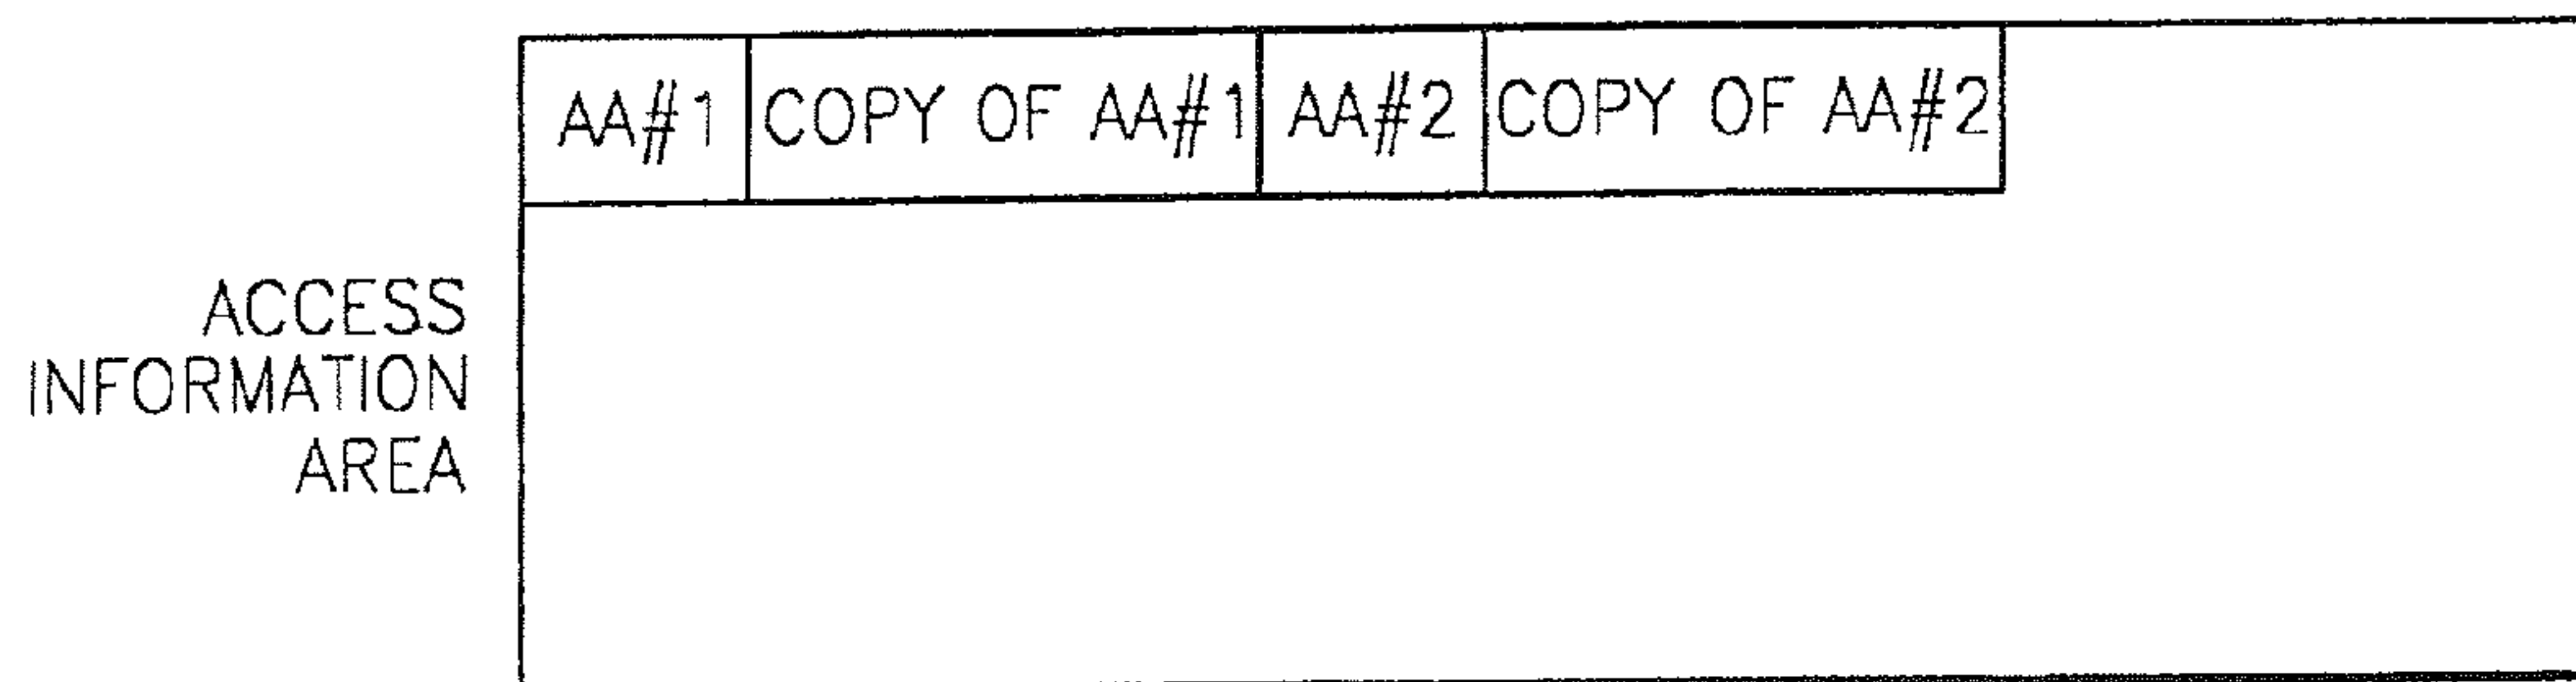 AA#1 COPY OF AA#1 AA#2 COPY OF AA#2
ACCESS
INFORMATION
AREA